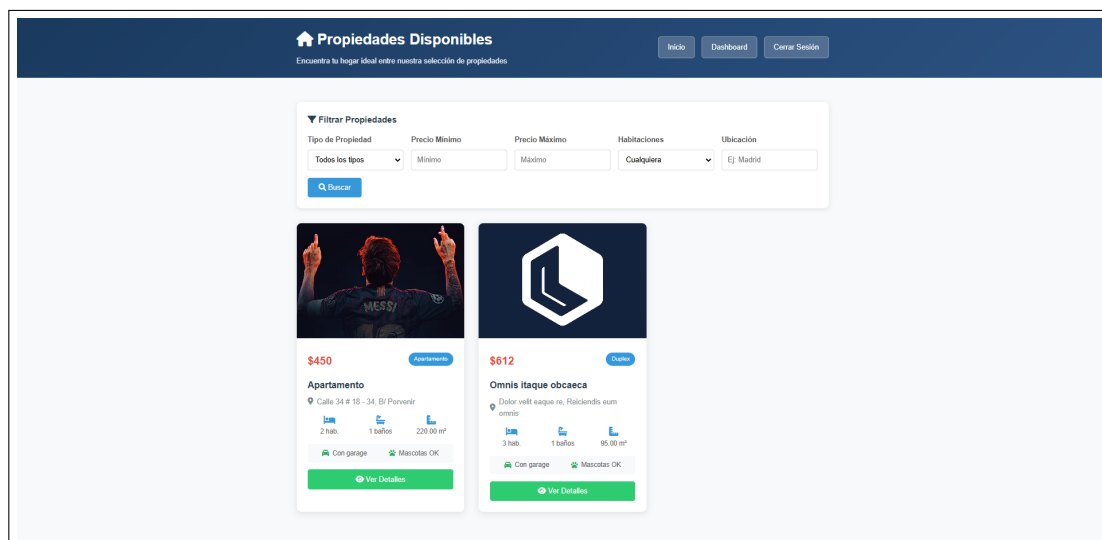 Propiedades Disponibles
Encuentra tu hogar ideal entre nuestra selección de propiedades
Inicio
Dashboard
Cerrar Sesión
Filtrar Propiedades
Tipo de Propiedad
Precio Mínimo
Precio Máximo
Habitaciones
Ubicación
Todos los tipos
Mínimo
Máximo
Cualquiera
Ej: Madrid
Buscar
MESSI
$450
Apartamento
Apartamento
Calle 34 # 16 - 34, B/ Porvenir
2 hab.
1 baños
220.00 m²
Con garage
Mascotas OK
Ver Detalles
$612
Duplex
Omnis itaque obcaeca
Dolor velit eaque re, Reiciendis eum
omnis
3 hab.
1 baños
95.00 m²
Con garage
Mascotas OK
Ver Detalles